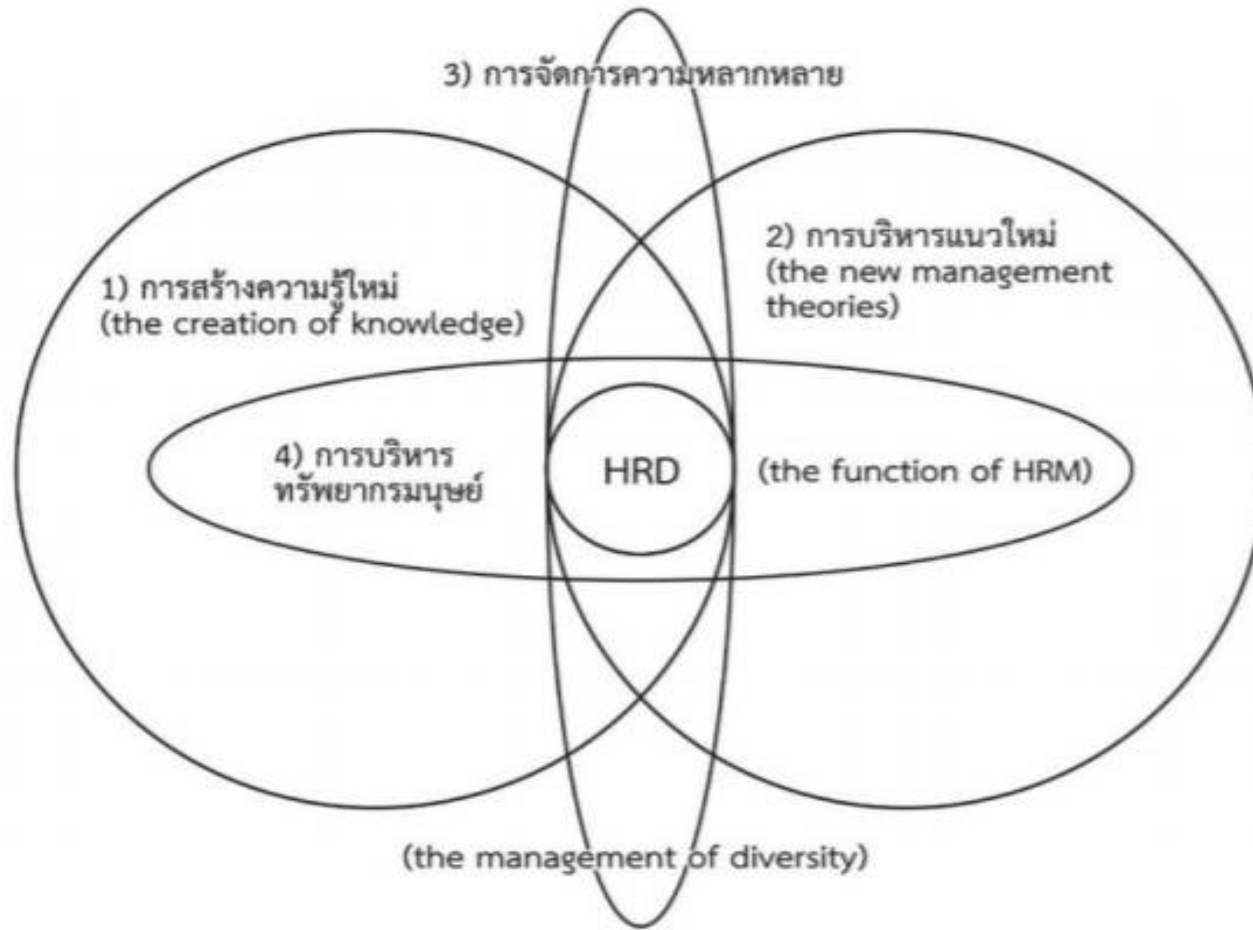 3) การจัดการความหลากหลาย
1) การสร้างความรู้ใหม่
(the creation of knowledge)
2) การบริหารแนวใหม่
(the new management
theories)
4) การบริหาร
ทรัพยากรมนุษย์
HRD
(the function of HRM)
(the management of diversity)